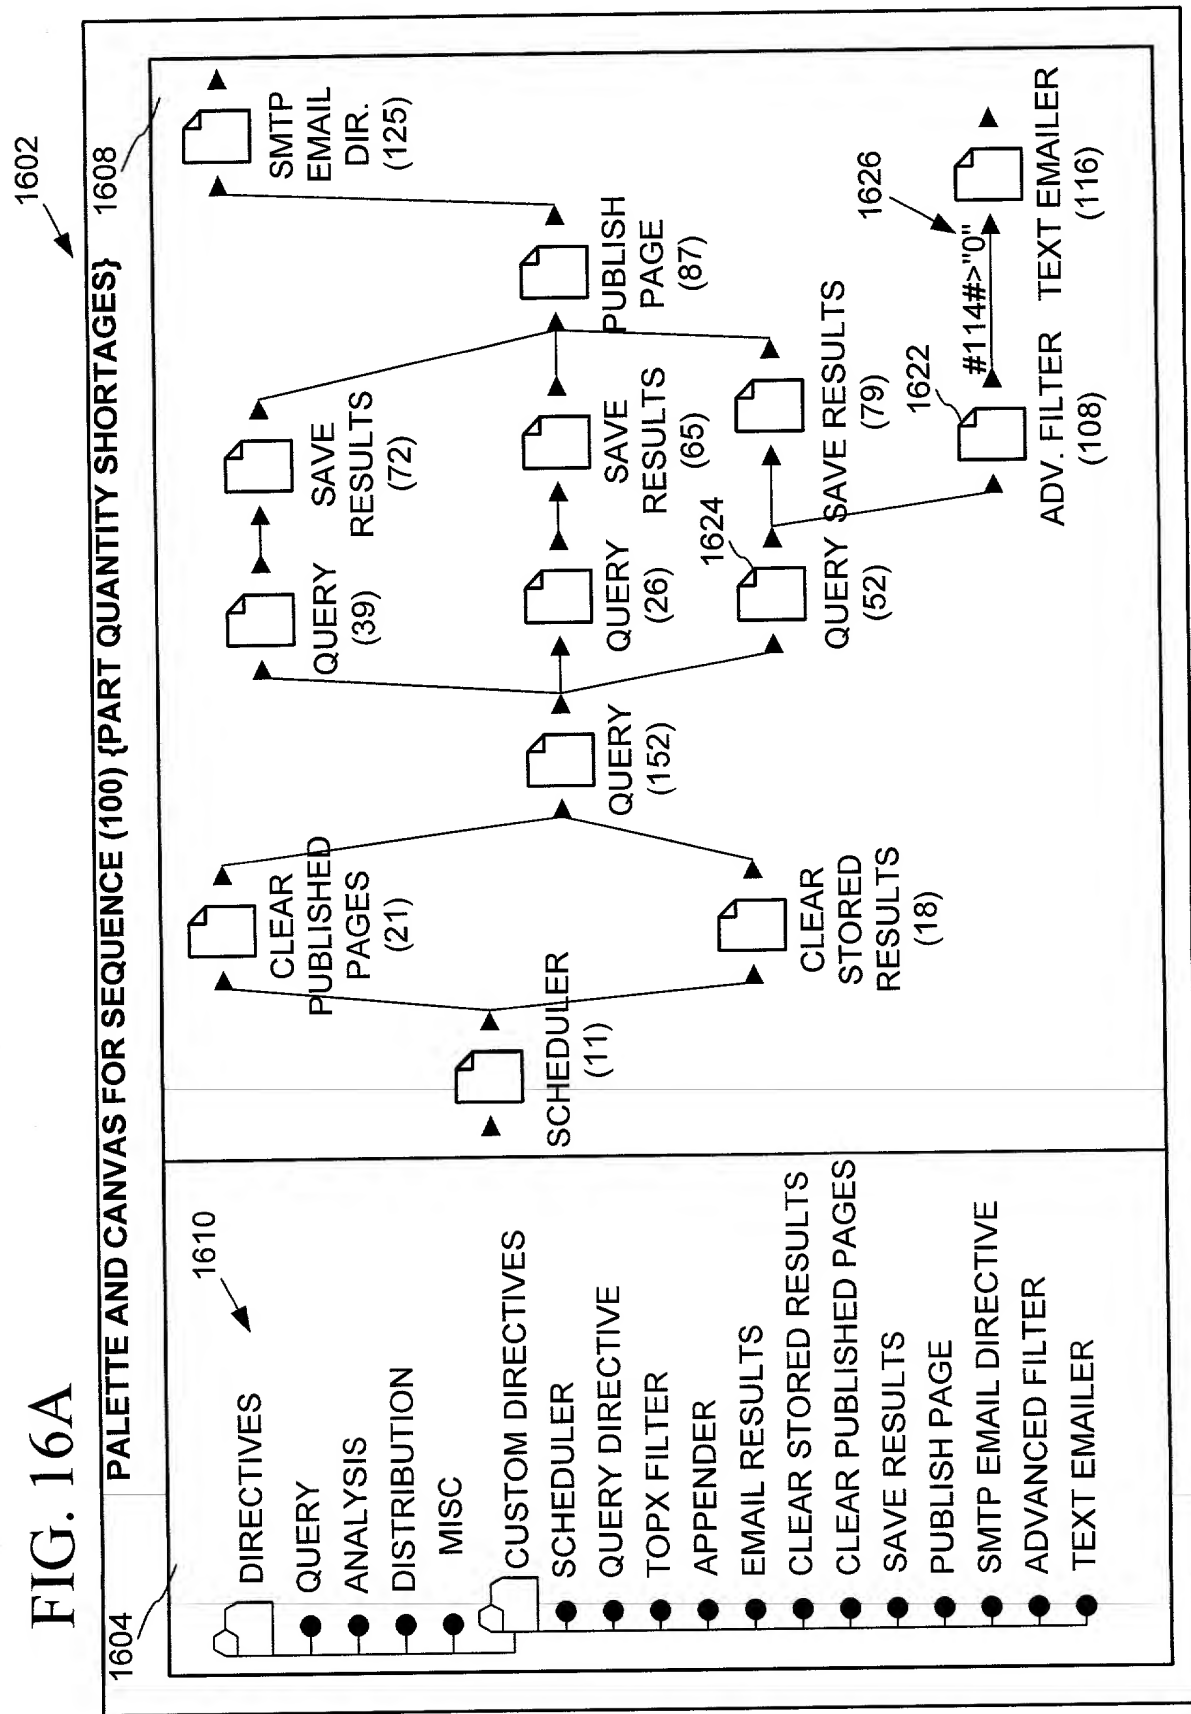 FIG. 16A
1602
1604
1608
PALETTE AND CANVAS FOR SEQUENCE (100) {PART QUANTITY SHORTAGES}
1610
DIRECTIVES
QUERY
ANALYSIS
DISTRIBUTION
MISC
CUSTOM DIRECTIVES
SCHEDULER
QUERY DIRECTIVE
TOPX FILTER
APPENDER
EMAIL RESULTS
CLEAR STORED RESULTS
CLEAR PUBLISHED PAGES
SAVE RESULTS
PUBLISH PAGE
SMTP EMAIL DIRECTIVE
ADVANCED FILTER
TEXT EMAILER
SCHEDULER
(11)
CLEAR
PUBLISHED
PAGES
(21)
CLEAR
STORED
RESULTS
(18)
QUERY
(152)
QUERY
(39)
SAVE
RESULTS
(72)
QUERY
(26)
SAVE
RESULTS
(65)
1624
QUERY
(52)
SAVE RESULTS
(79)
PUBLISH
PAGE
(87)
SMTP
EMAIL
DIR.
(125)
1622
ADV. FILTER
(108)
1626
#114#>"0"
TEXT EMAILER
(116)